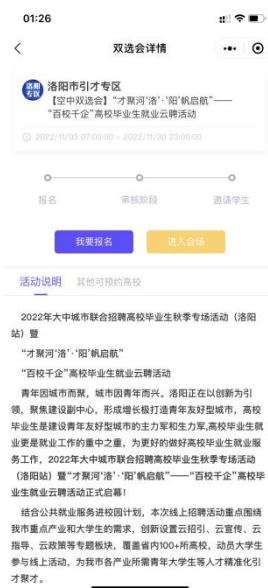 01:26
双选会详情
洛阳市引才专区
【空中双选会】“才聚河‘洛’·‘阳’帆启航”——
“百校千企”高校毕业生就业云聘活动
2022/11/03 07:00:00 ~ 2022/11/30 23:00:00
报名
审核阶段
邀请学生
我要报名
进入会场
活动说明
其他可预约高校
2022年大中城市联合招聘高校毕业生秋季专场活动（洛阳
站）暨
“才聚河‘洛’·‘阳’帆启航”
“百校千企”高校毕业生就业云聘活动
青年因城市而聚，城市因青年而兴。洛阳正在以创新为引
领，聚焦建设副中心，形成增长极打造青年友好型城市，高校
毕业生是建设青年友好型城市的主力军和生力军,高校毕业生就
业更是就业工作的重中之重，为更好的做好高校毕业生就业服
务工作，2022年大中城市联合招聘高校毕业生秋季专场活动
（洛阳站）暨“才聚河‘洛’·‘阳’帆启航”——“百校千企”高校毕
业生就业云聘活动正式启幕！
结合公共就业服务进校园计划，本次线上招聘活动重点围绕
我市重点产业和大学生的需求，创新设置云招引、云宣传、云
指导、云政策等专题板块，覆盖省内100+所高校，动员大学生
参与线上活动，为我市各产业所需青年大学生等人才精准化引
才聚才。